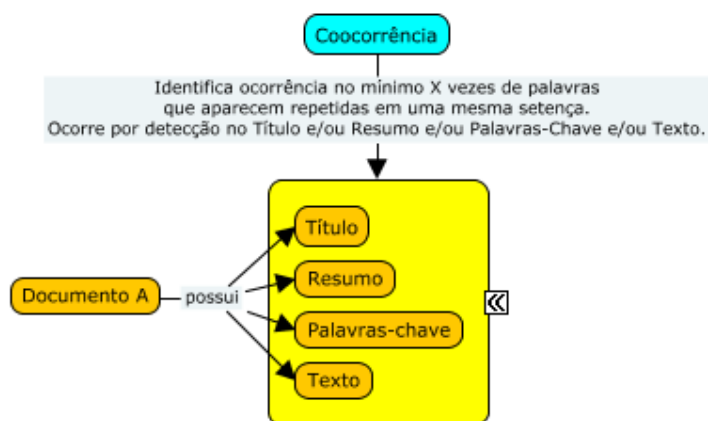 Coocorrência
Identifica ocorrência no mínimo X vezes de palavras
que aparecem repetidas em uma mesma setença.
Ocorre por detecção no Título e/ou Resumo e/ou Palavras-Chave e/ou Texto.
Título
Resumo
Documento A
possui
Palavras-chave
Texto